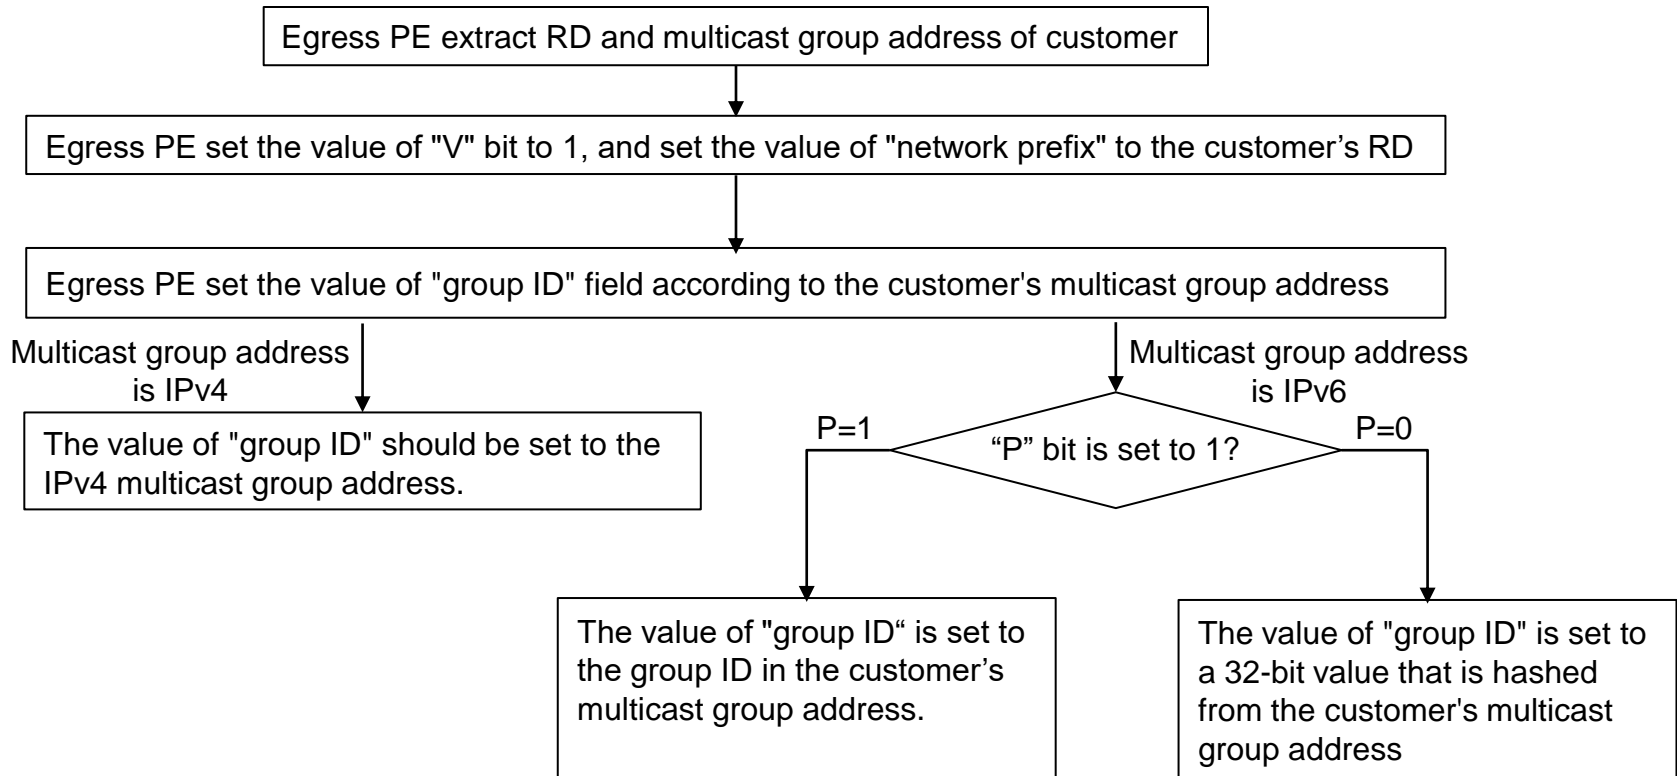 Egress PE extract RD and multicast group address of customer
Egress PE set the value of "V" bit to 1, and set the value of "network prefix" to the customer’s RD
Egress PE set the value of "group ID" field according to the customer's multicast group address
Multicast group address
is IPv4
Multicast group address
is IPv6
The value of "group ID" should be set to the
IPv4 multicast group address.
P=1
“P” bit is set to 1?
P=0
The value of "group ID“ is set to
the group ID in the customer’s
multicast group address.
The value of "group ID" is set to
a 32-bit value that is hashed
from the customer's multicast
group address